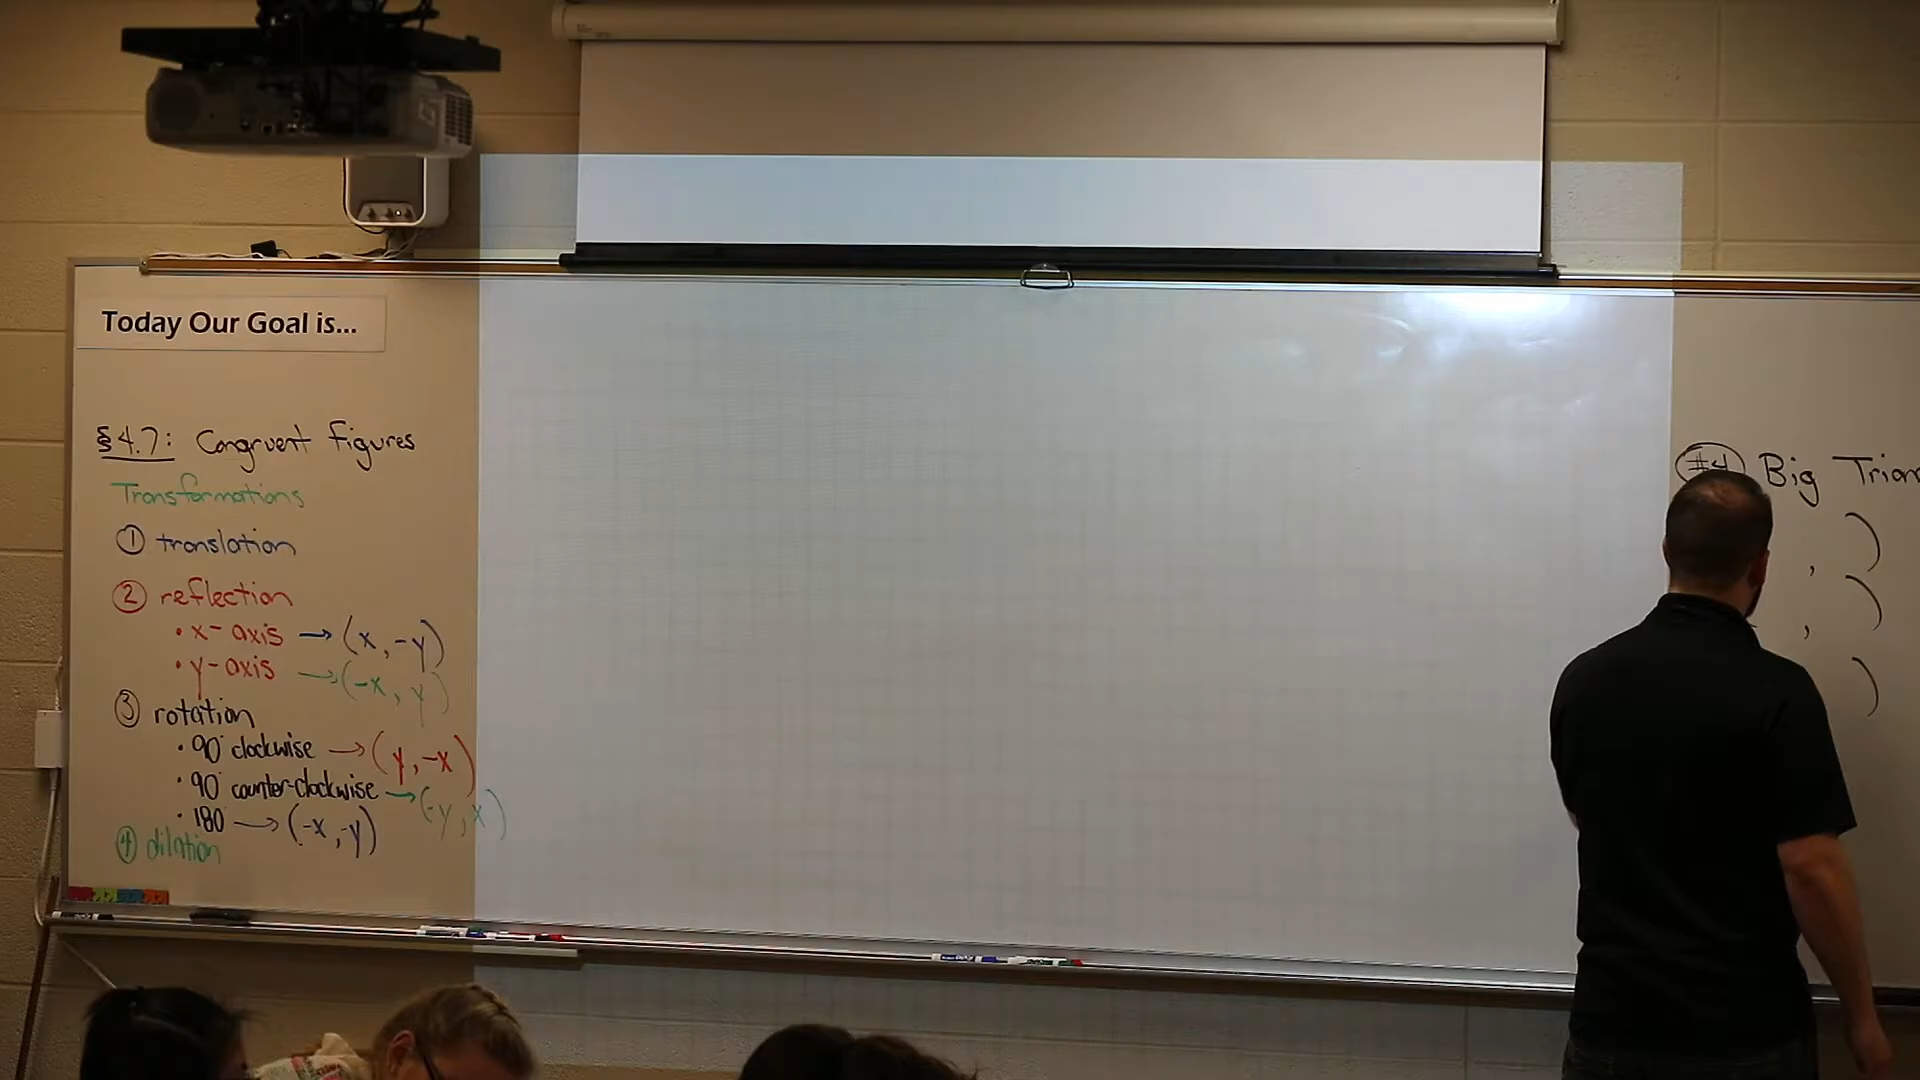 Today Our Goal is...
§4.7: Congruent Figures
Transformations
① translation
② reflection
• x-axis → (x, -y)
• y-axis → (-x, y)
③ rotation
• 90° clockwise → (y, -x)
• 90° counter-clockwise → (-y, x)
• 180° → (-x, -y)
④ dilation
#4 Big Trian
, )
, )
)